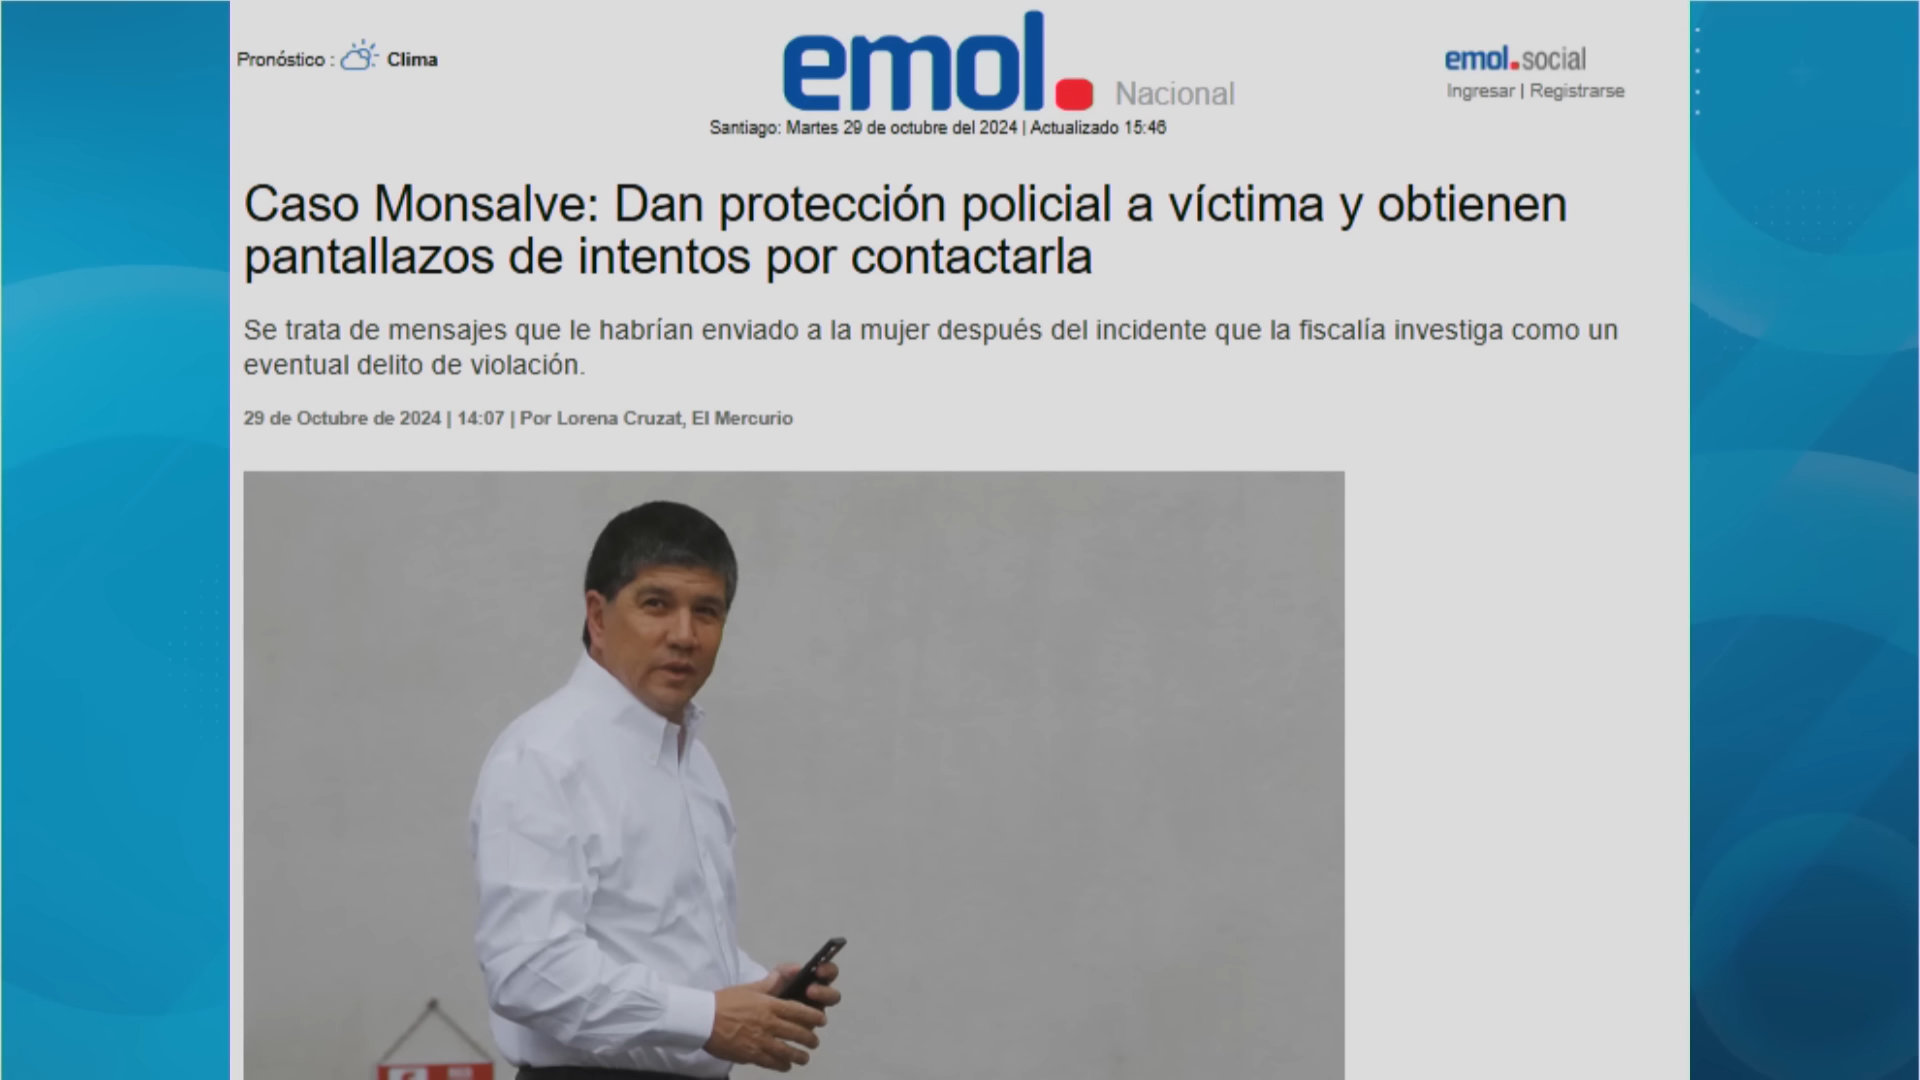 Pronóstico : Clima
emol. Nacional
emol.social
Ingresar | Registrarse
Santiago: Martes 29 de octubre del 2024 | Actualizado 15:46
Caso Monsalve: Dan protección policial a víctima y obtienen
pantallazos de intentos por contactarla
Se trata de mensajes que le habrían enviado a la mujer después del incidente que la fiscalía investiga como un
eventual delito de violación.
29 de Octubre de 2024 | 14:07 | Por Lorena Cruzat, El Mercurio